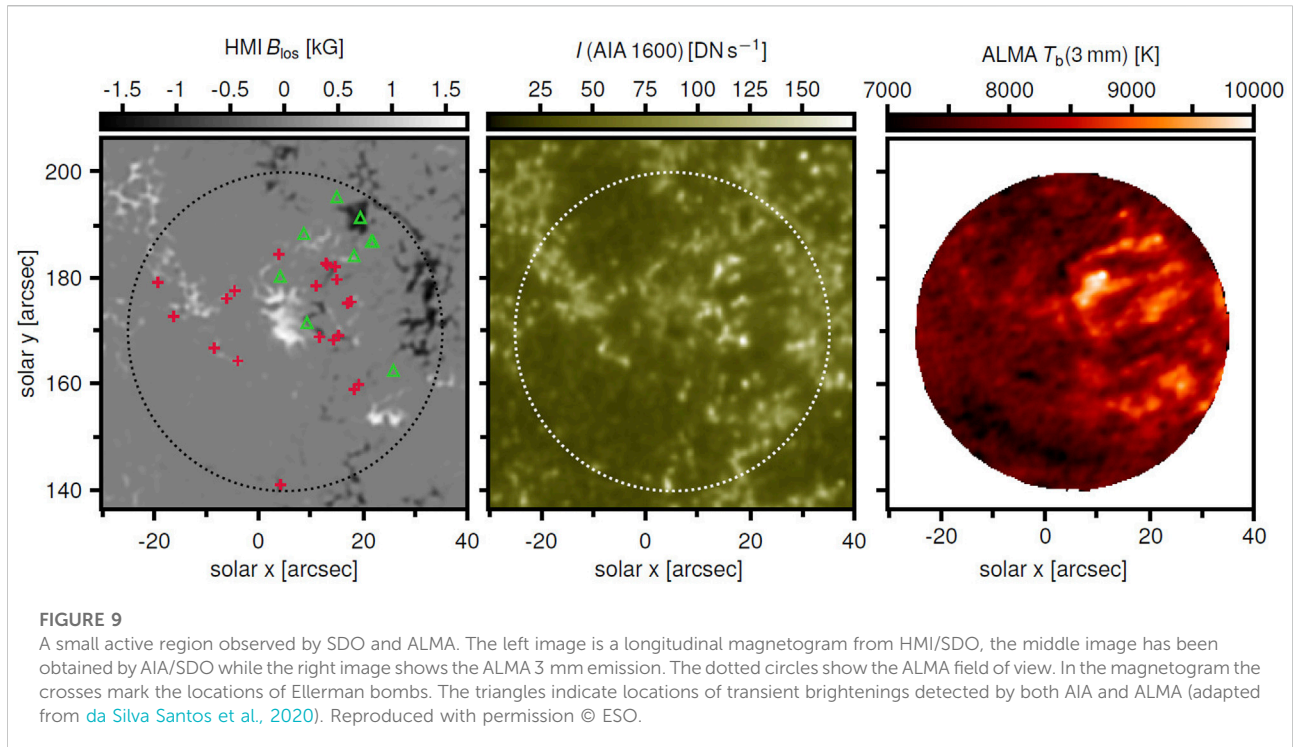 HMI B_los [kG]
-1.5 -1 -0.5 0 0.5 1 1.5
I (AIA 1600) [DN s⁻¹]
25 50 75 100 125 150
ALMA T_b(3 mm) [K]
7000 8000 9000 10000
solar y [arcsec]
200
180
160
140
-20 0 20 40
solar x [arcsec]
-20 0 20 40
solar x [arcsec]
-20 0 20 40
solar x [arcsec]
FIGURE 9
A small active region observed by SDO and ALMA. The left image is a longitudinal magnetogram from HMI/SDO, the middle image has been
obtained by AIA/SDO while the right image shows the ALMA 3 mm emission. The dotted circles show the ALMA field of view. In the magnetogram the
crosses mark the locations of Ellerman bombs. The triangles indicate locations of transient brightenings detected by both AIA and ALMA (adapted
from da Silva Santos et al., 2020). Reproduced with permission © ESO.